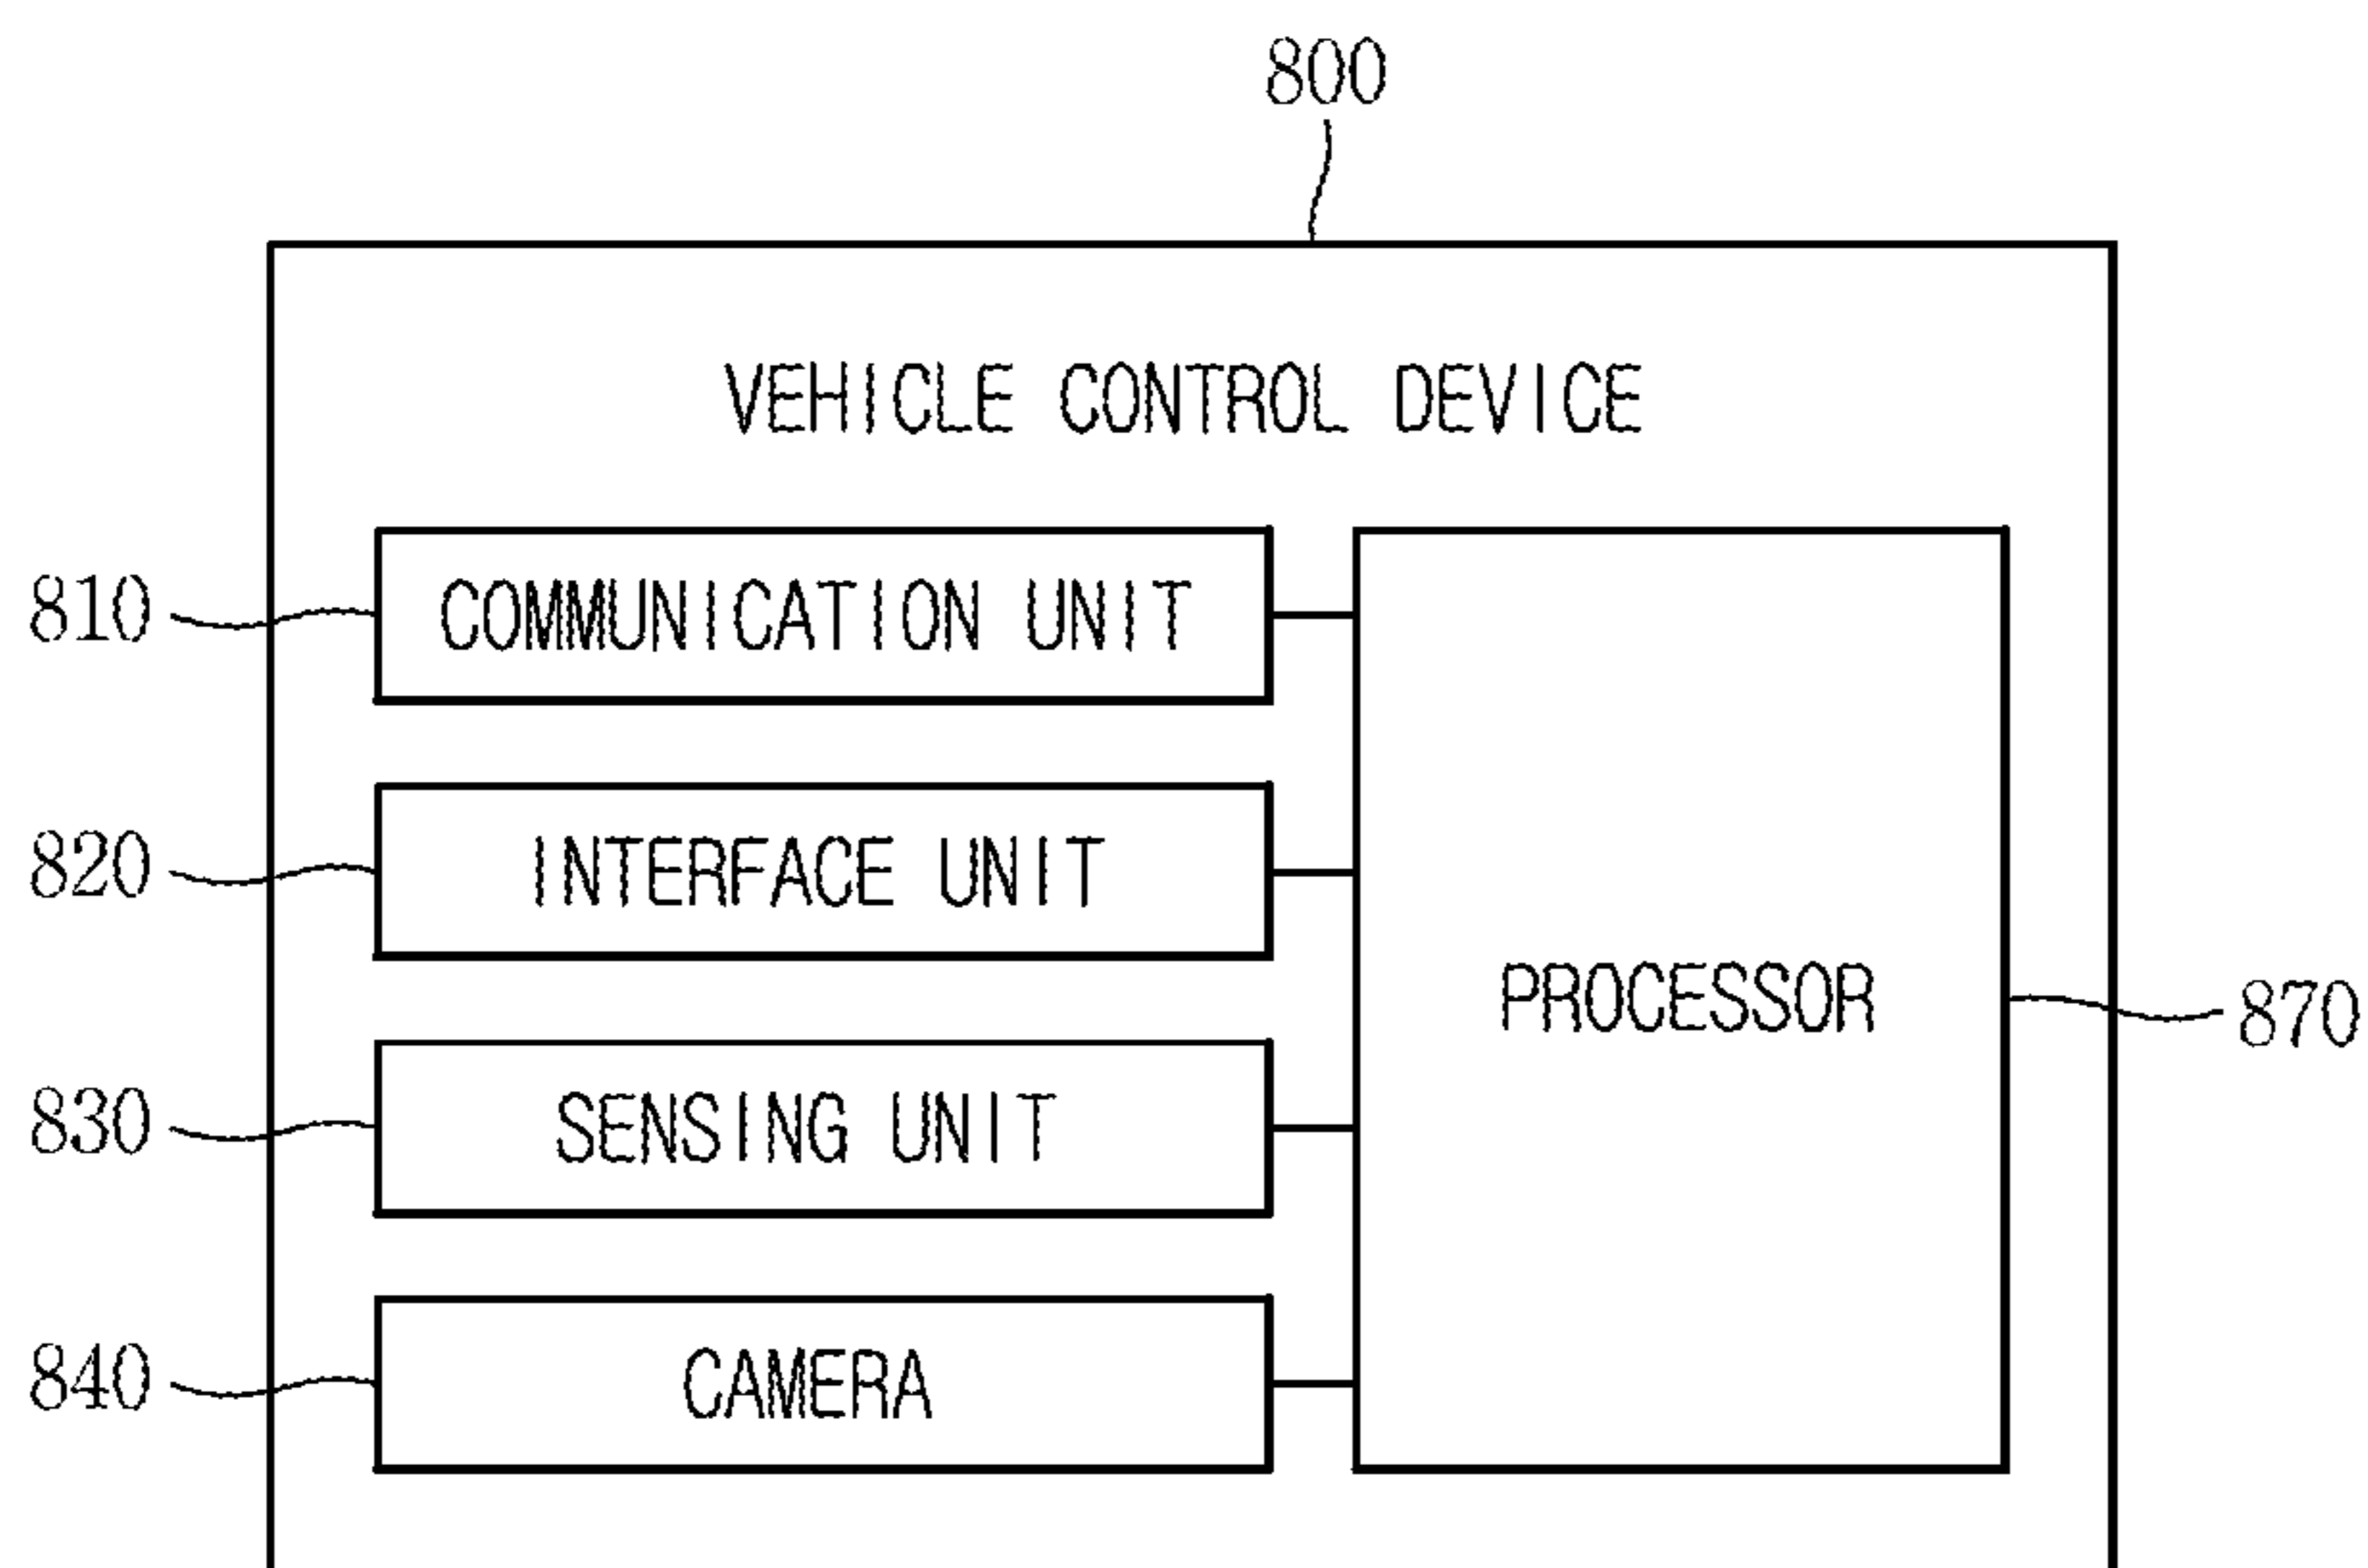 800
VEHICLE CONTROL DEVICE
810
COMMUNICATION UNIT
820
INTERFACE UNIT
PROCESSOR
870
830
SENSING UNIT
840
CAMERA